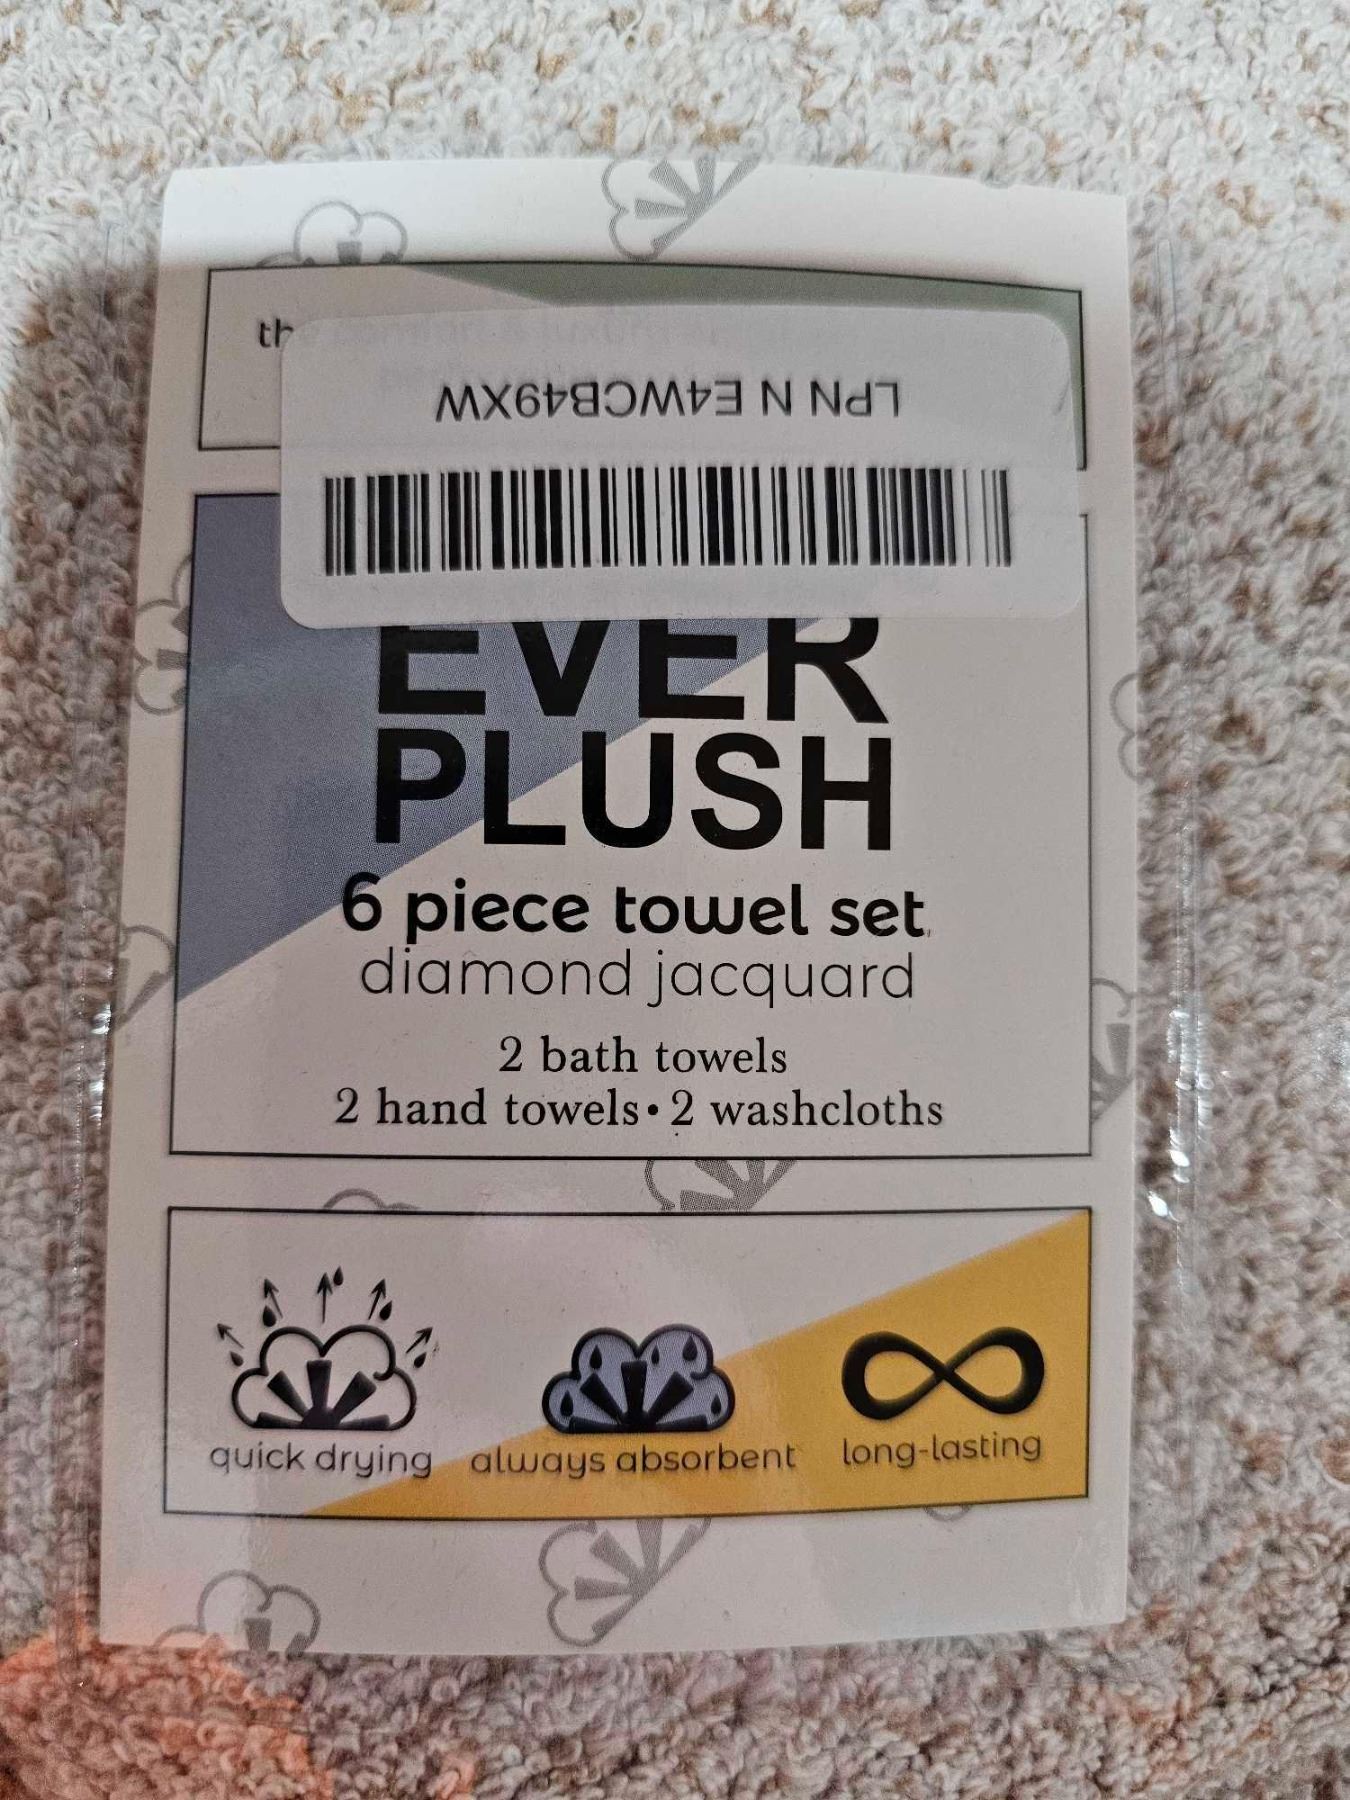 th
LPN N E4WCB49XW
EVER
PLUSH
6 piece towel set
diamond jacquard
2 bath towels
2 hand towels • 2 washcloths
quick drying always absorbent long-lasting